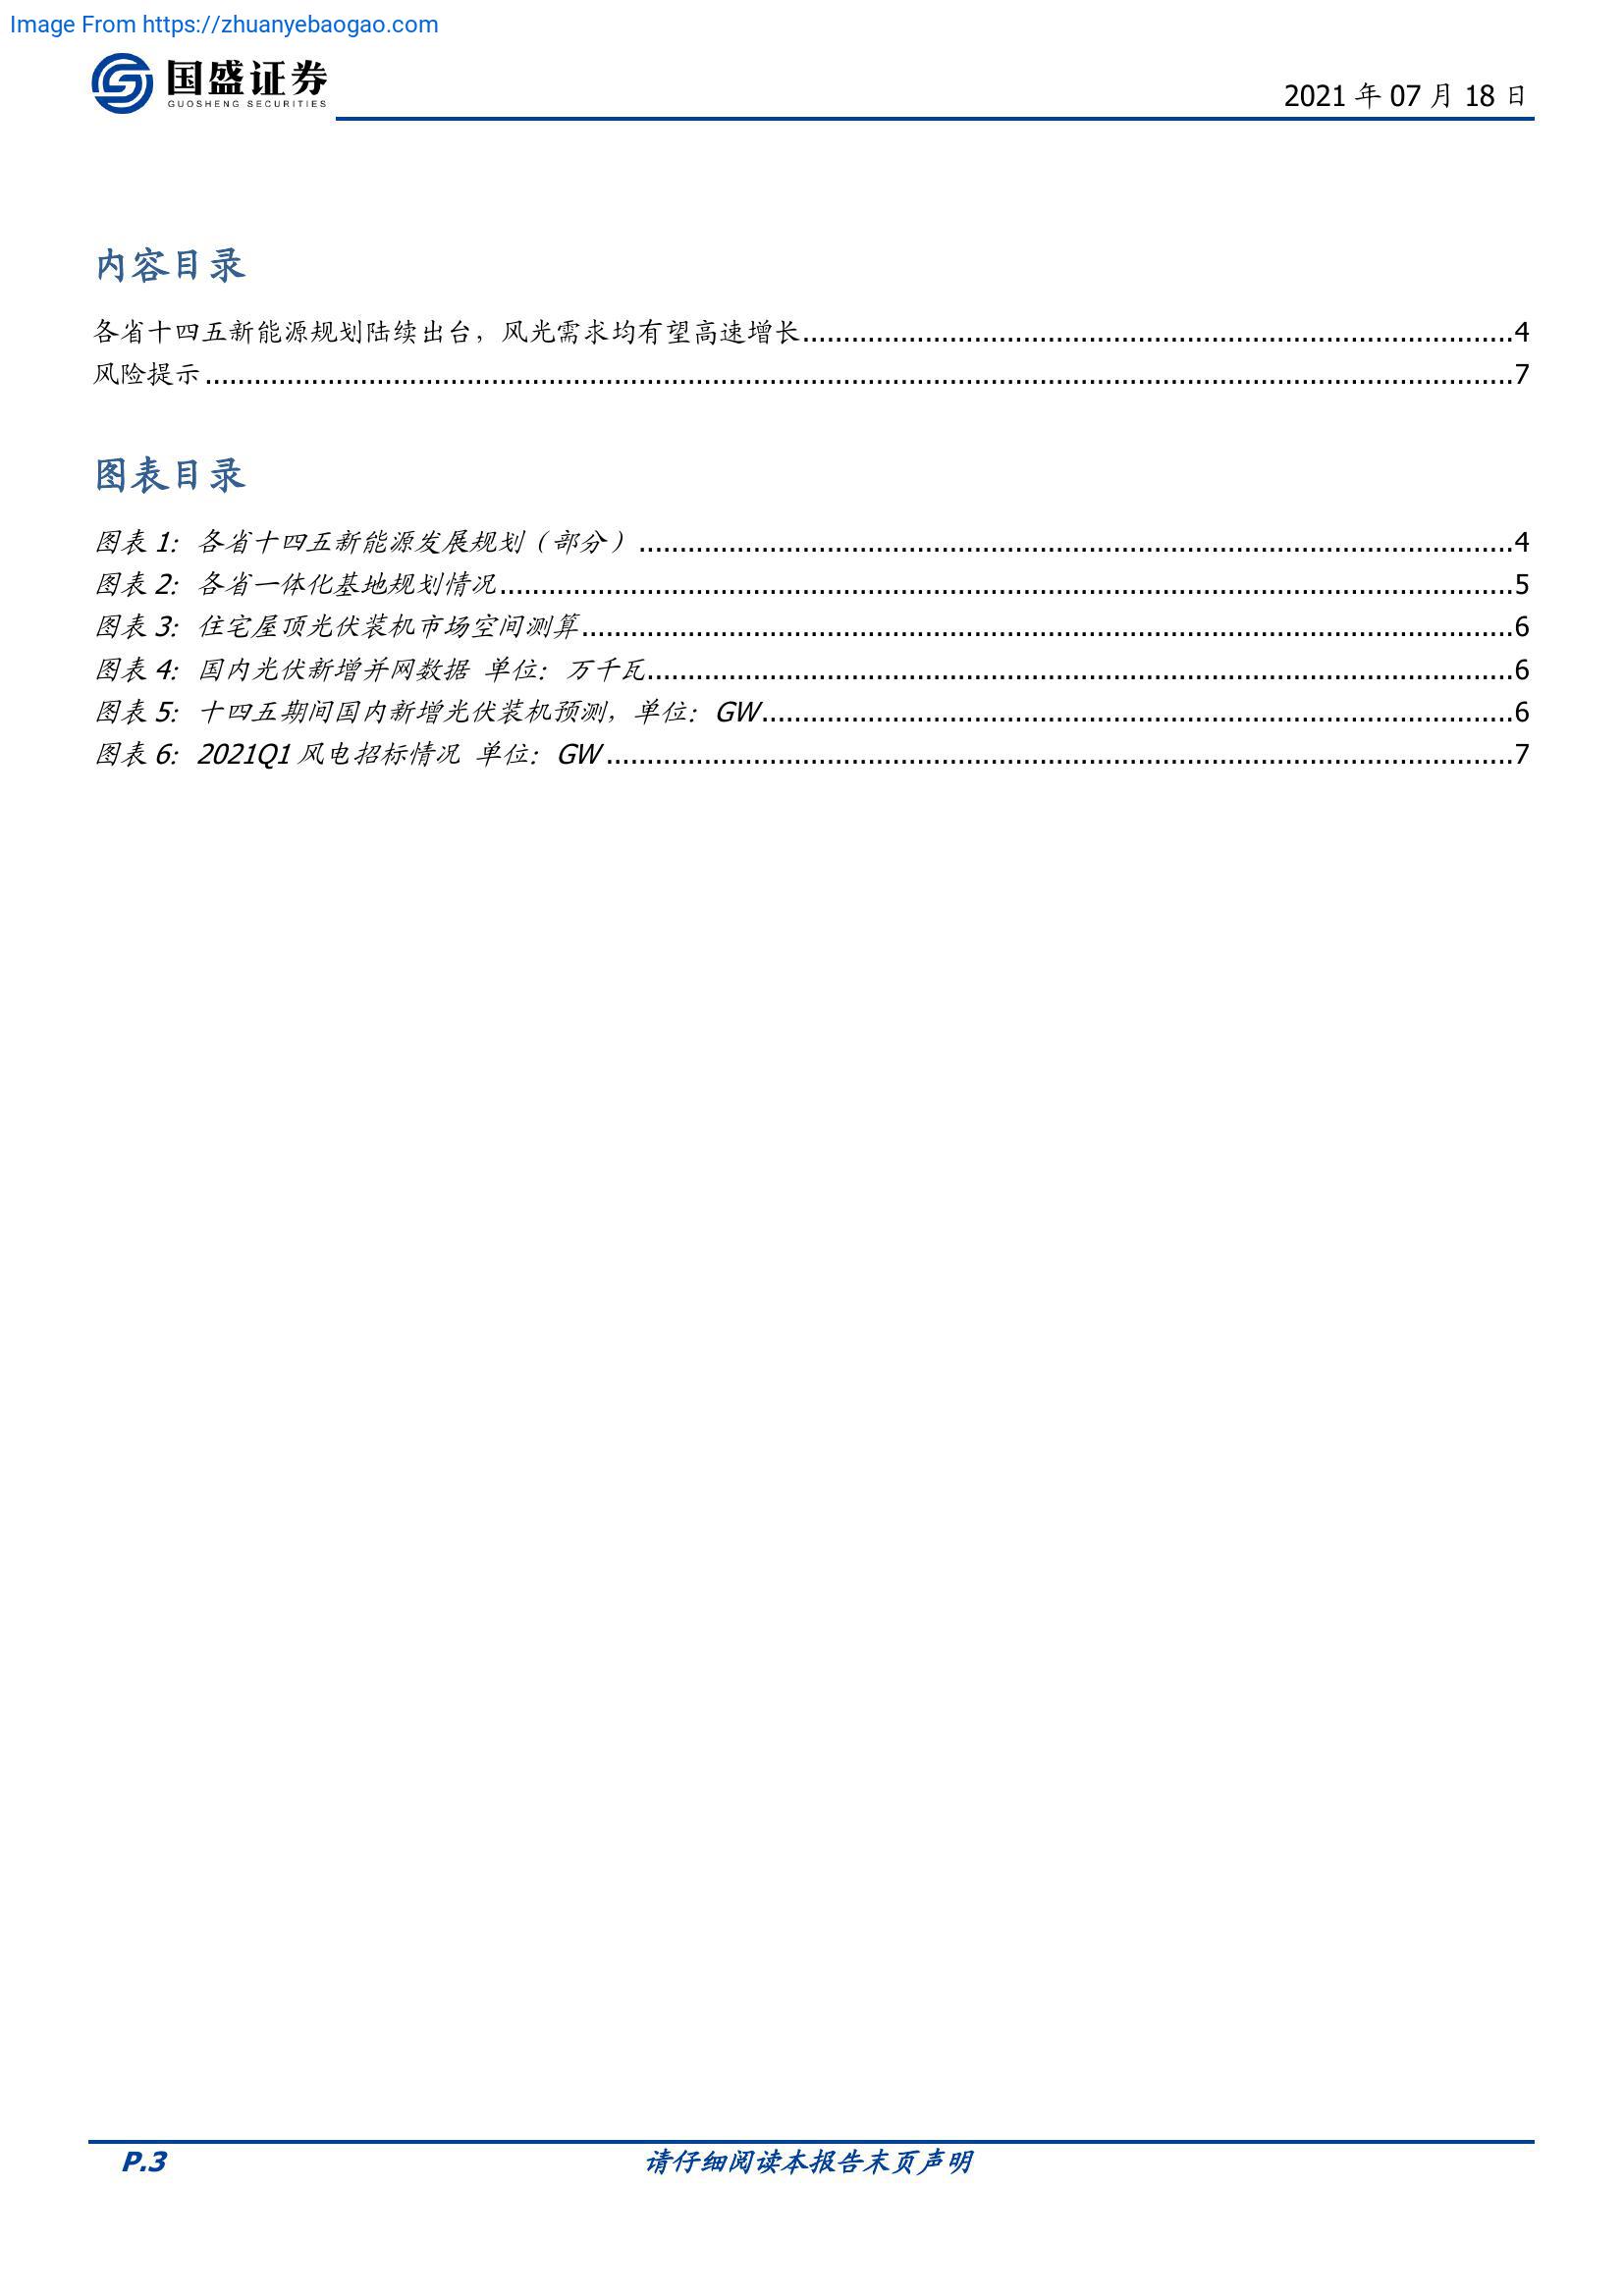 Image From https://zhuanyebaogao.com
国盛证券
GUOSHENG SECURITIES
2021 年 07 月 18 日
内容目录
各省十四五新能源规划陆续出台，风光需求均有望高速增长........................................................................................4
风险提示................................................................................................................................................................7
图表目录
图表 1： 各省十四五新能源发展规划（部分）............................................................................................................4
图表 2： 各省一体化基地规划情况.............................................................................................................................5
图表 3： 住宅屋顶光伏装机市场空间测算...................................................................................................................6
图表 4： 国内光伏新增并网数据 单位：万千瓦...........................................................................................................6
图表 5： 十四五期间国内新增光伏装机预测，单位：GW............................................................................................6
图表 6： 2021Q1 风电招标情况 单位：GW................................................................................................................7
P.3
请仔细阅读本报告末页声明